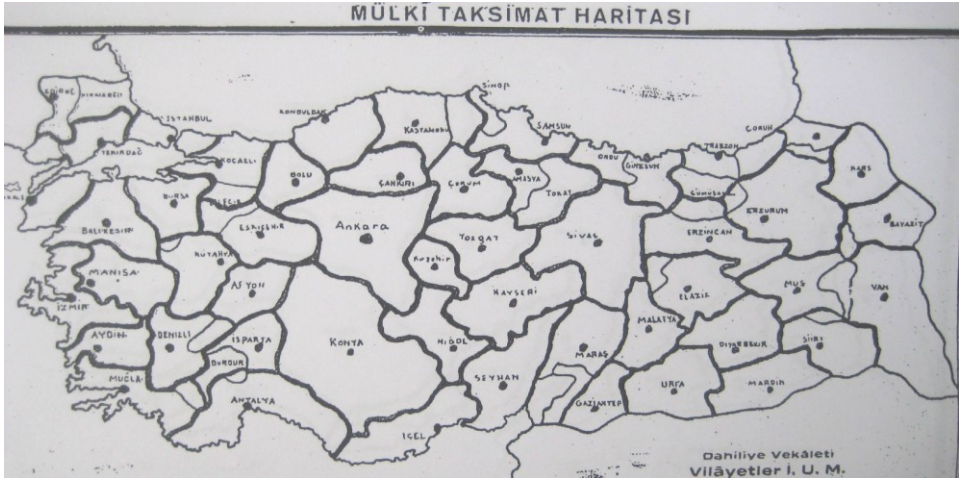 MÜLKİ TAKSİMAT HARİTASI
EDİRNE
KIRKLARELİ
TEKİRDAĞ
İSTANBUL
KOCAELİ
ZONGULDAK
BOLU
KASTAMONU
ÇANKIRI
SİNOP
SAMSUN
ÇORUM
AMASYA
TOKAT
ORDU
GİRESUN
TRABZON
GÜMÜŞANE
ÇORUH
KARS
BEYAZIT
ERZURUM
ERZİNCAN
SİVAS
YOZGAT
KIRŞEHİR
Ankara
ESKİŞEHİR
BİLECİK
BURSA
BALIKESİR
KÜTAHYA
AFYON
MANİSA
İZMİR
AYDIN
DENİZLİ
MUĞLA
ISPARTA
BURDUR
ANTALYA
KONYA
NİĞDE
KAYSERİ
SEYHAN
İÇEL
MARAŞ
MALATYA
ELAZIK
GAZİANTEP
URFA
DİYARBEKİR
MARDİN
MUŞ
SİİRT
VAN
Dahiliye Vekâleti
Vilâyetler İ. U. M.